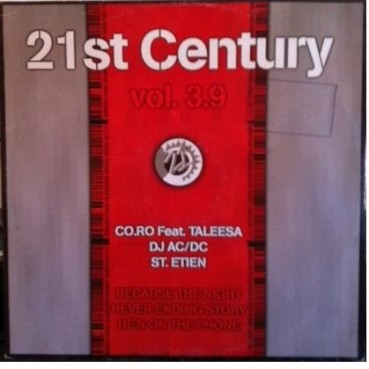 21st Century
vol. 3.9
CO.RO Feat. TALEESA
DJ AC/DC
ST. ETIEN
BECAUSE THE NIGHT
NEVER ENDING STORY
HE'S ON THE PHONE